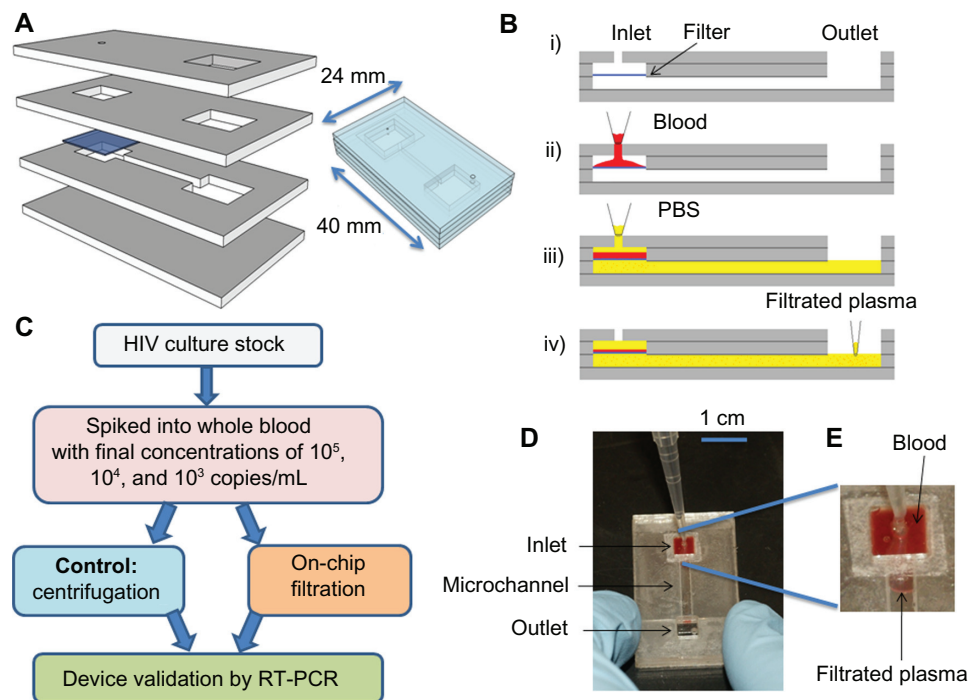 A
24 mm
40 mm
B
Inlet
Filter
Outlet
i)
ii)
Blood
PBS
iii)
Filtrated plasma
iv)
C
HIV culture stock
Spiked into whole blood
with final concentrations of 10⁵,
10⁴, and 10³ copies/mL
Control:
centrifugation
On-chip
filtration
Device validation by RT-PCR
D
1 cm
Inlet
Microchannel
Outlet
E
Blood
Filtrated plasma